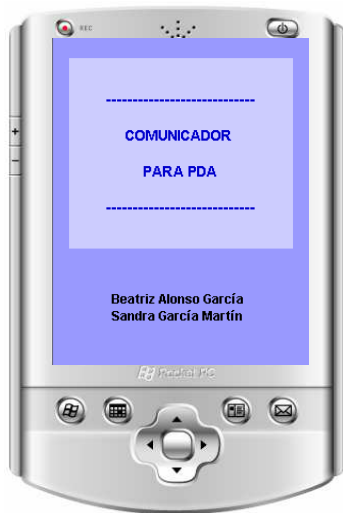 REC
----------------------------
COMUNICADOR
PARA PDA
----------------------------
Beatriz Alonso García
Sandra García Martín
Pocket PC